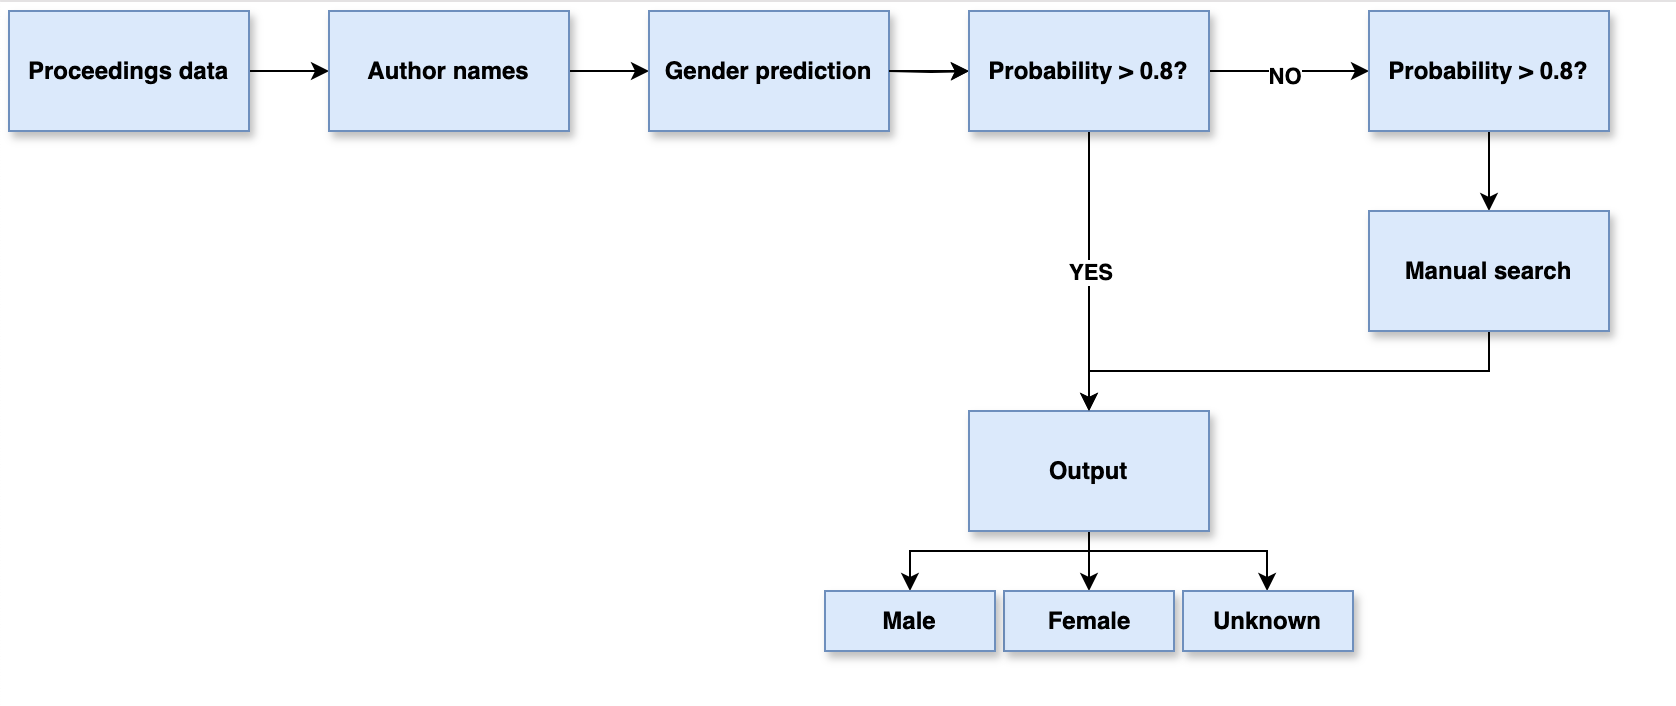 Proceedings data
Author names
Gender prediction
Probability > 0.8?
NO
Probability > 0.8?
YES
Manual search
Output
Male
Female
Unknown